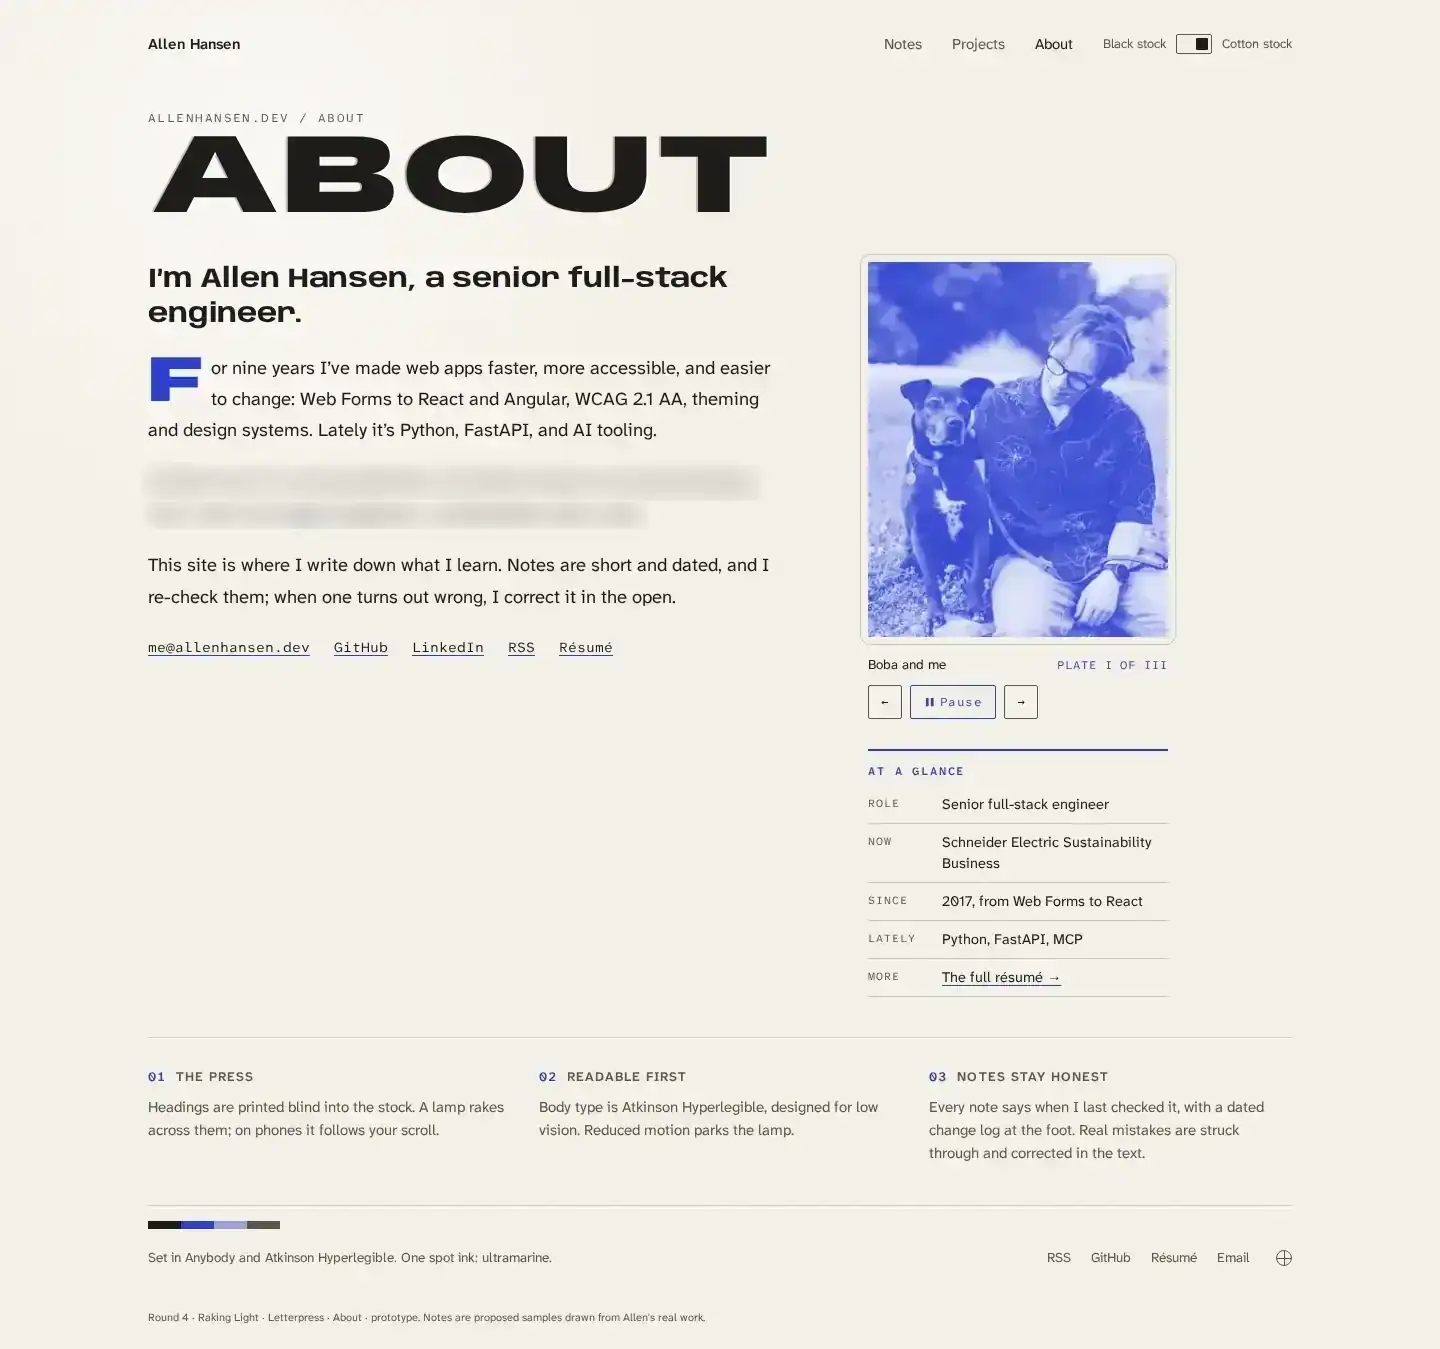 Allen Hansen
Notes Projects About Black stock Cotton stock
ALLENHANSEN.DEV / ABOUT
ABOUT
I'm Allen Hansen, a senior full-stack
engineer.
For nine years I’ve made web apps faster, more accessible, and easier
to change: Web Forms to React and Angular, WCAG 2.1 AA, theming
and design systems. Lately it’s Python, FastAPI, and AI tooling.
This site is where I write down what I learn. Notes are short and dated, and I
re-check them; when one turns out wrong, I correct it in the open.
me@allenhansen.dev GitHub LinkedIn RSS Résumé
Boba and me PLATE I OF III
← Pause →
AT A GLANCE
ROLE Senior full-stack engineer
NOW Schneider Electric Sustainability
Business
SINCE 2017, from Web Forms to React
LATELY Python, FastAPI, MCP
MORE The full résumé →
01 THE PRESS
Headings are printed blind into the stock. A lamp rakes
across them; on phones it follows your scroll.
02 READABLE FIRST
Body type is Atkinson Hyperlegible, designed for low
vision. Reduced motion parks the lamp.
03 NOTES STAY HONEST
Every note says when I last checked it, with a dated
change log at the foot. Real mistakes are struck
through and corrected in the text.
Set in Anybody and Atkinson Hyperlegible. One spot ink: ultramarine.
RSS GitHub Résumé Email
Round 4 · Raking Light · Letterpress · About · prototype. Notes are proposed samples drawn from Allen's real work.